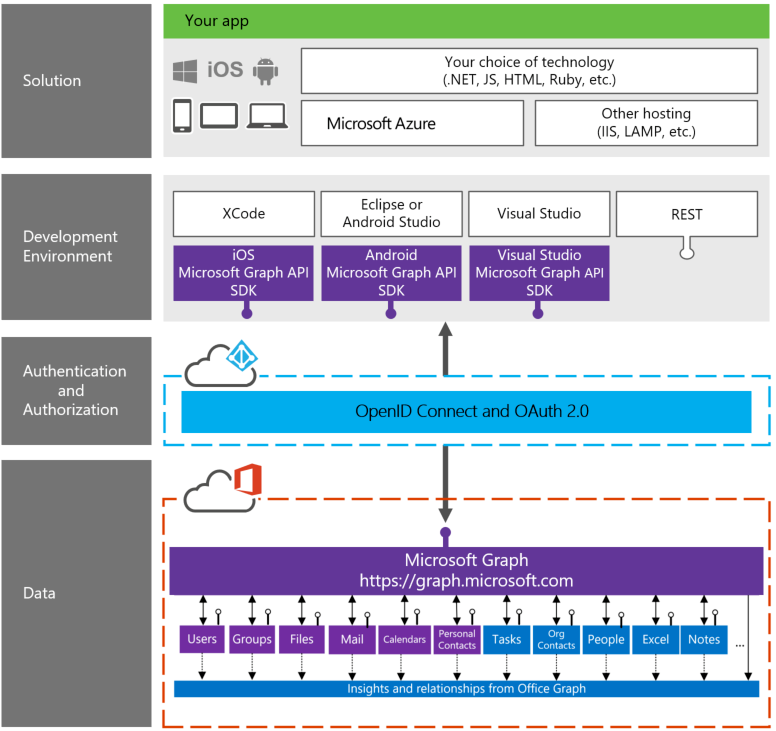 Your app
Solution
iOS
Your choice of technology
(.NET, JS, HTML, Ruby, etc.)
Microsoft Azure
Other hosting
(IIS, LAMP, etc.)
Development
Environment
XCode
Eclipse or
Android Studio
Visual Studio
REST
iOS
Microsoft Graph API
SDK
Android
Microsoft Graph API
SDK
Visual Studio
Microsoft Graph API
SDK
Authentication
and
Authorization
OpenID Connect and OAuth 2.0
Data
Microsoft Graph
https://graph.microsoft.com
Users
Groups
Files
Mail
Calendars
Personal
Contacts
Tasks
Org
Contacts
People
Excel
Notes
...
Insights and relationships from Office Graph